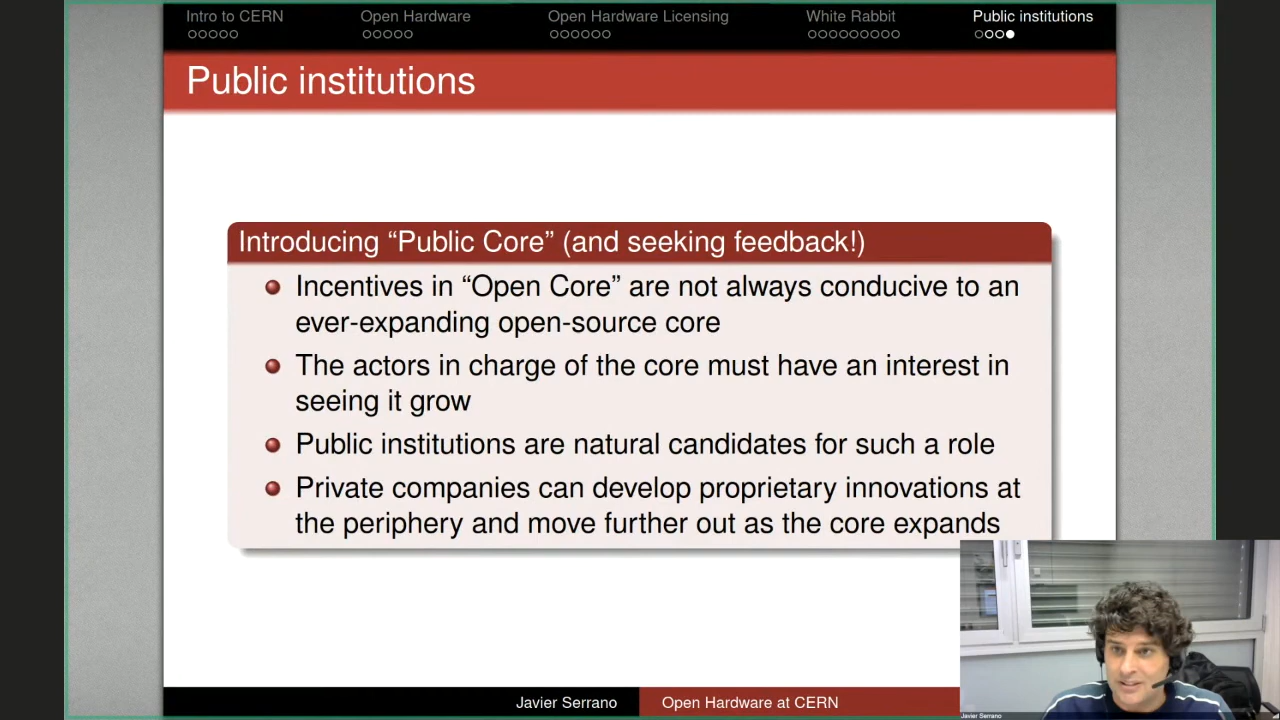 Intro to CERN
Open Hardware
Open Hardware Licensing
White Rabbit
Public institutions
Public institutions
Introducing “Public Core” (and seeking feedback!)
Incentives in “Open Core” are not always conducive to an
ever-expanding open-source core
The actors in charge of the core must have an interest in
seeing it grow
Public institutions are natural candidates for such a role
Private companies can develop proprietary innovations at
the periphery and move further out as the core expands
Javier Serrano
Open Hardware at CERN
Javier Serrano